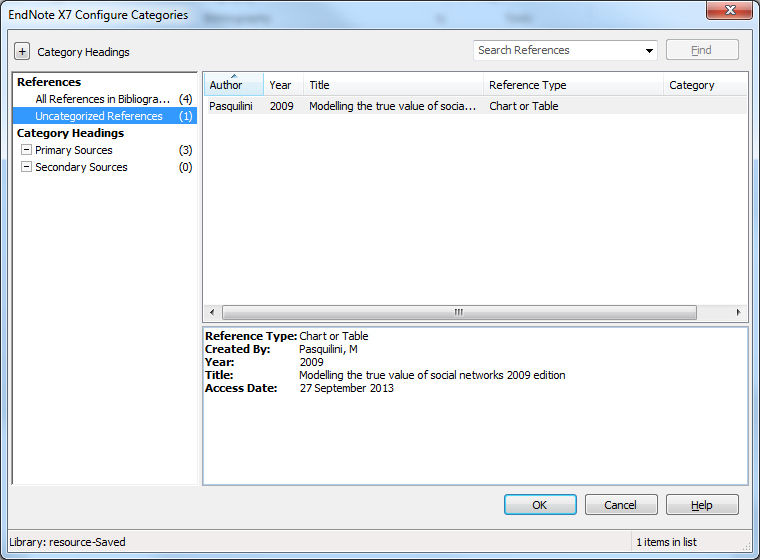 EndNote X7 Configure Categories
+ Category Headings
Search References
Find
References
All References in Bibliogra... (4)
Uncategorized References (1)
Category Headings
Primary Sources (3)
Secondary Sources (0)
Author Year Title Reference Type Category
Pasquilini 2009 Modelling the true value of socia... Chart or Table
Reference Type: Chart or Table
Created By: Pasquilini, M
Year: 2009
Title: Modelling the true value of social networks 2009 edition
Access Date: 27 September 2013
OK Cancel Help
Library: resource-Saved 1 items in list